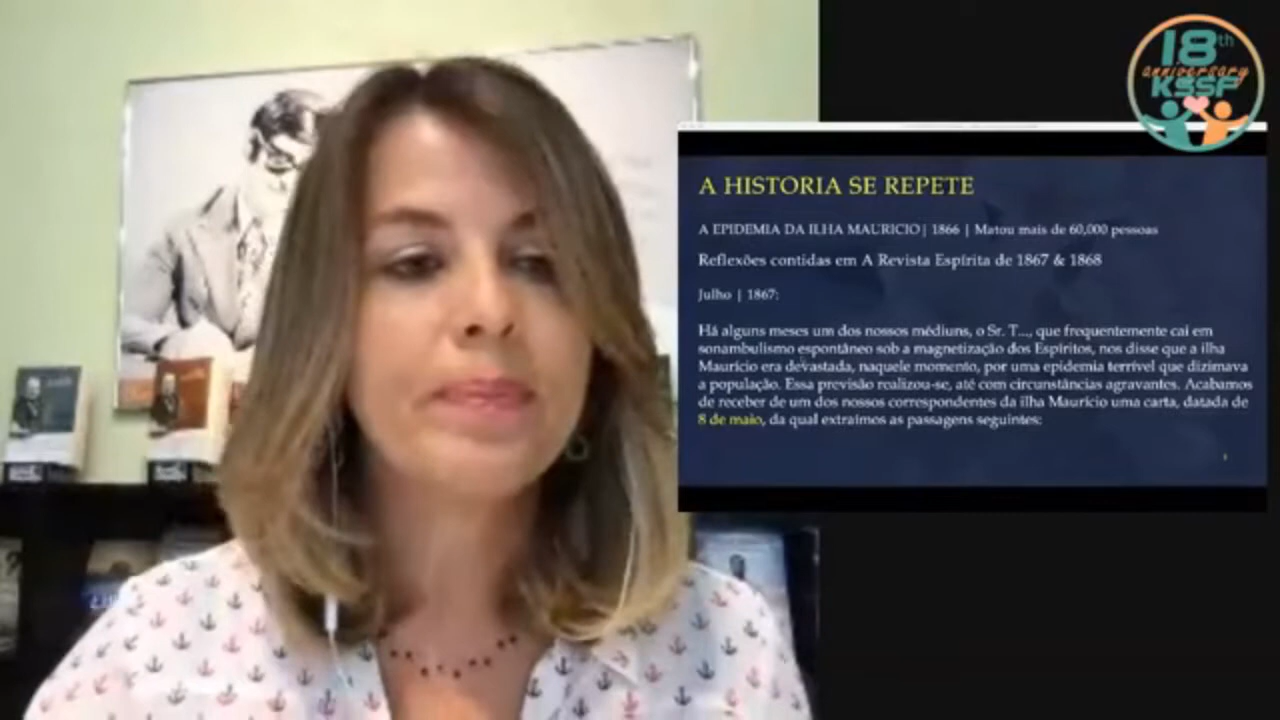 18th
anniversary
KSSF
A HISTORIA SE REPETE
A EPIDEMIA DA ILHA MAURICIO| 1866 | Matou mais de 60,000 pessoas
Reflexões contidas em A Revista Espírita de 1867 & 1868
Julho | 1867:
Há alguns meses um dos nossos médiuns, o Sr. T..., que frequentemente cai em
sonambulismo espontâneo sob a magnetização dos Espíritos, nos disse que a ilha
Maurício era devastada, naquele momento, por uma epidemia terrível que dizimava
a população. Essa previsão realizou-se, até com circunstâncias agravantes. Acabamos
de receber de um dos nossos correspondentes da ilha Maurício uma carta, datada de
8 de maio, da qual extraímos as passagens seguintes: